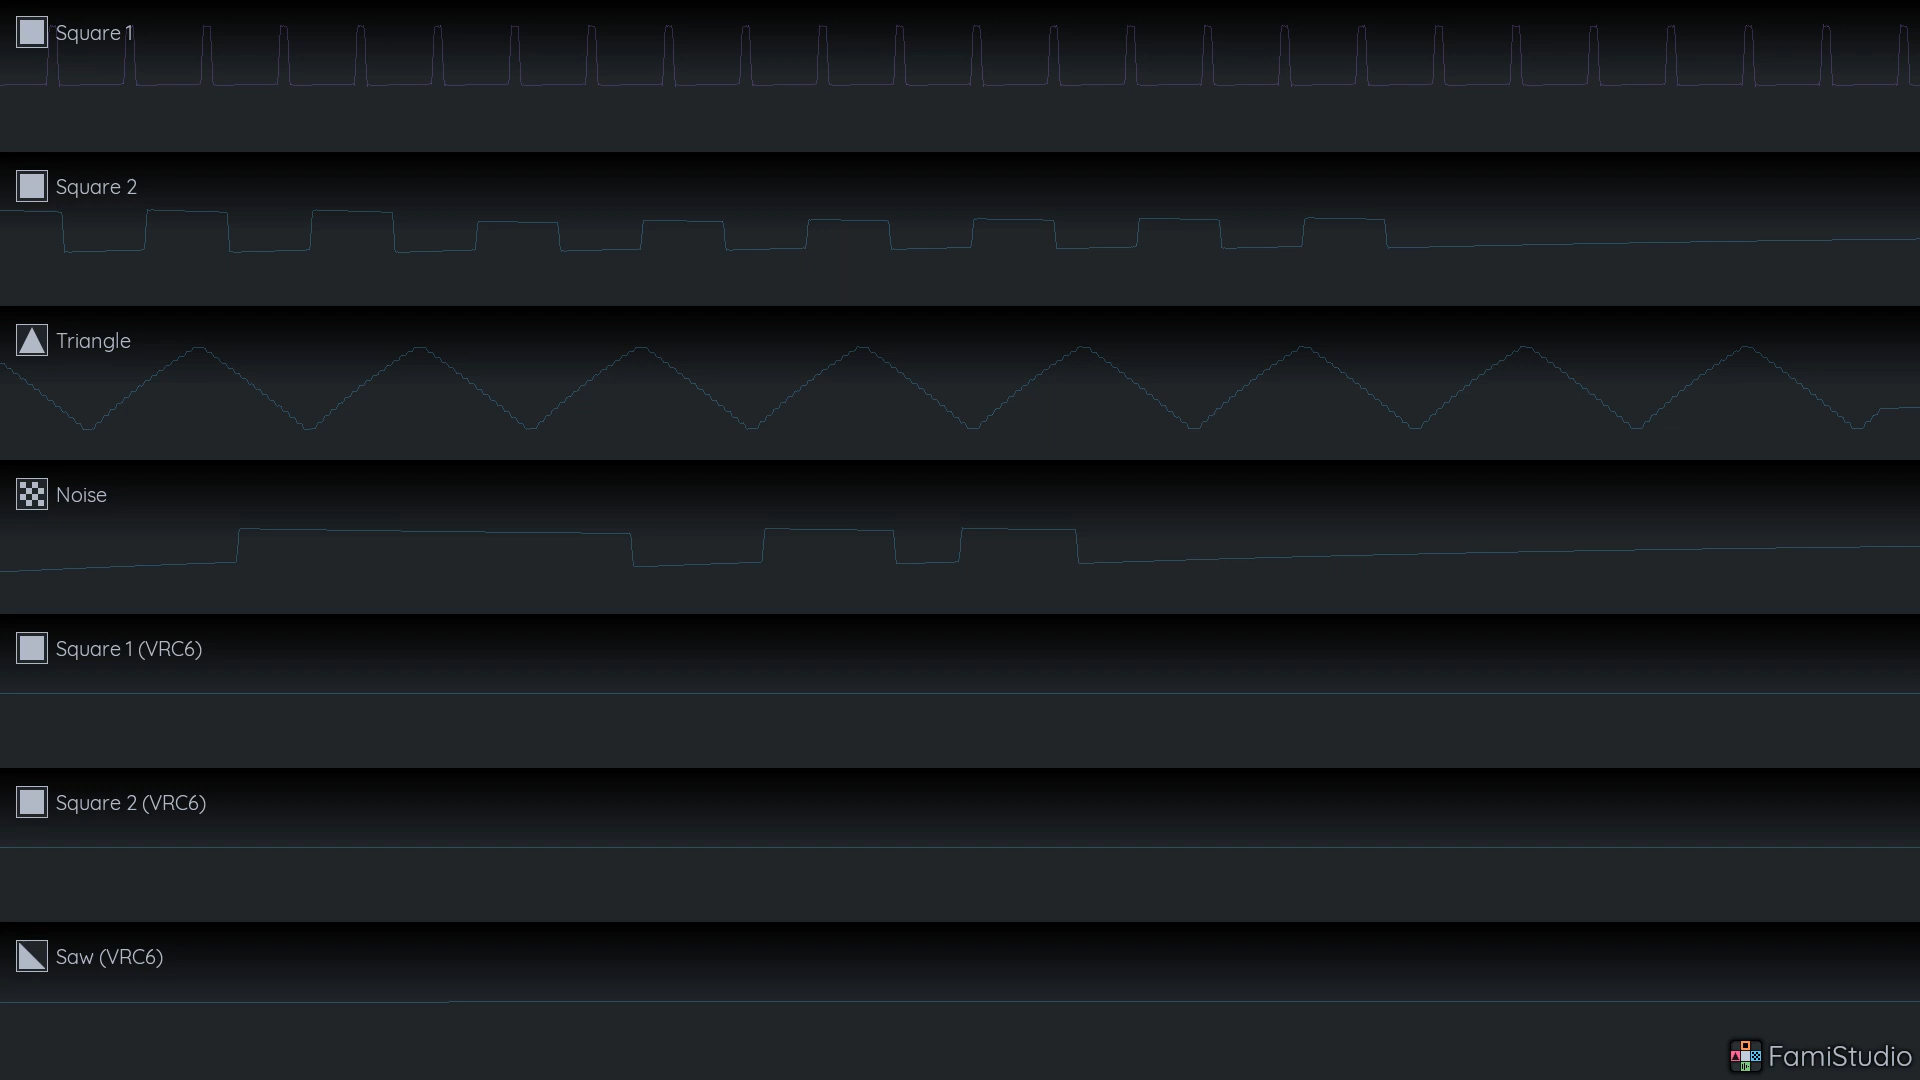 Square 1
Square 2
Triangle
Noise
Square 1 (VRC6)
Square 2 (VRC6)
Saw (VRC6)
FamiStudio